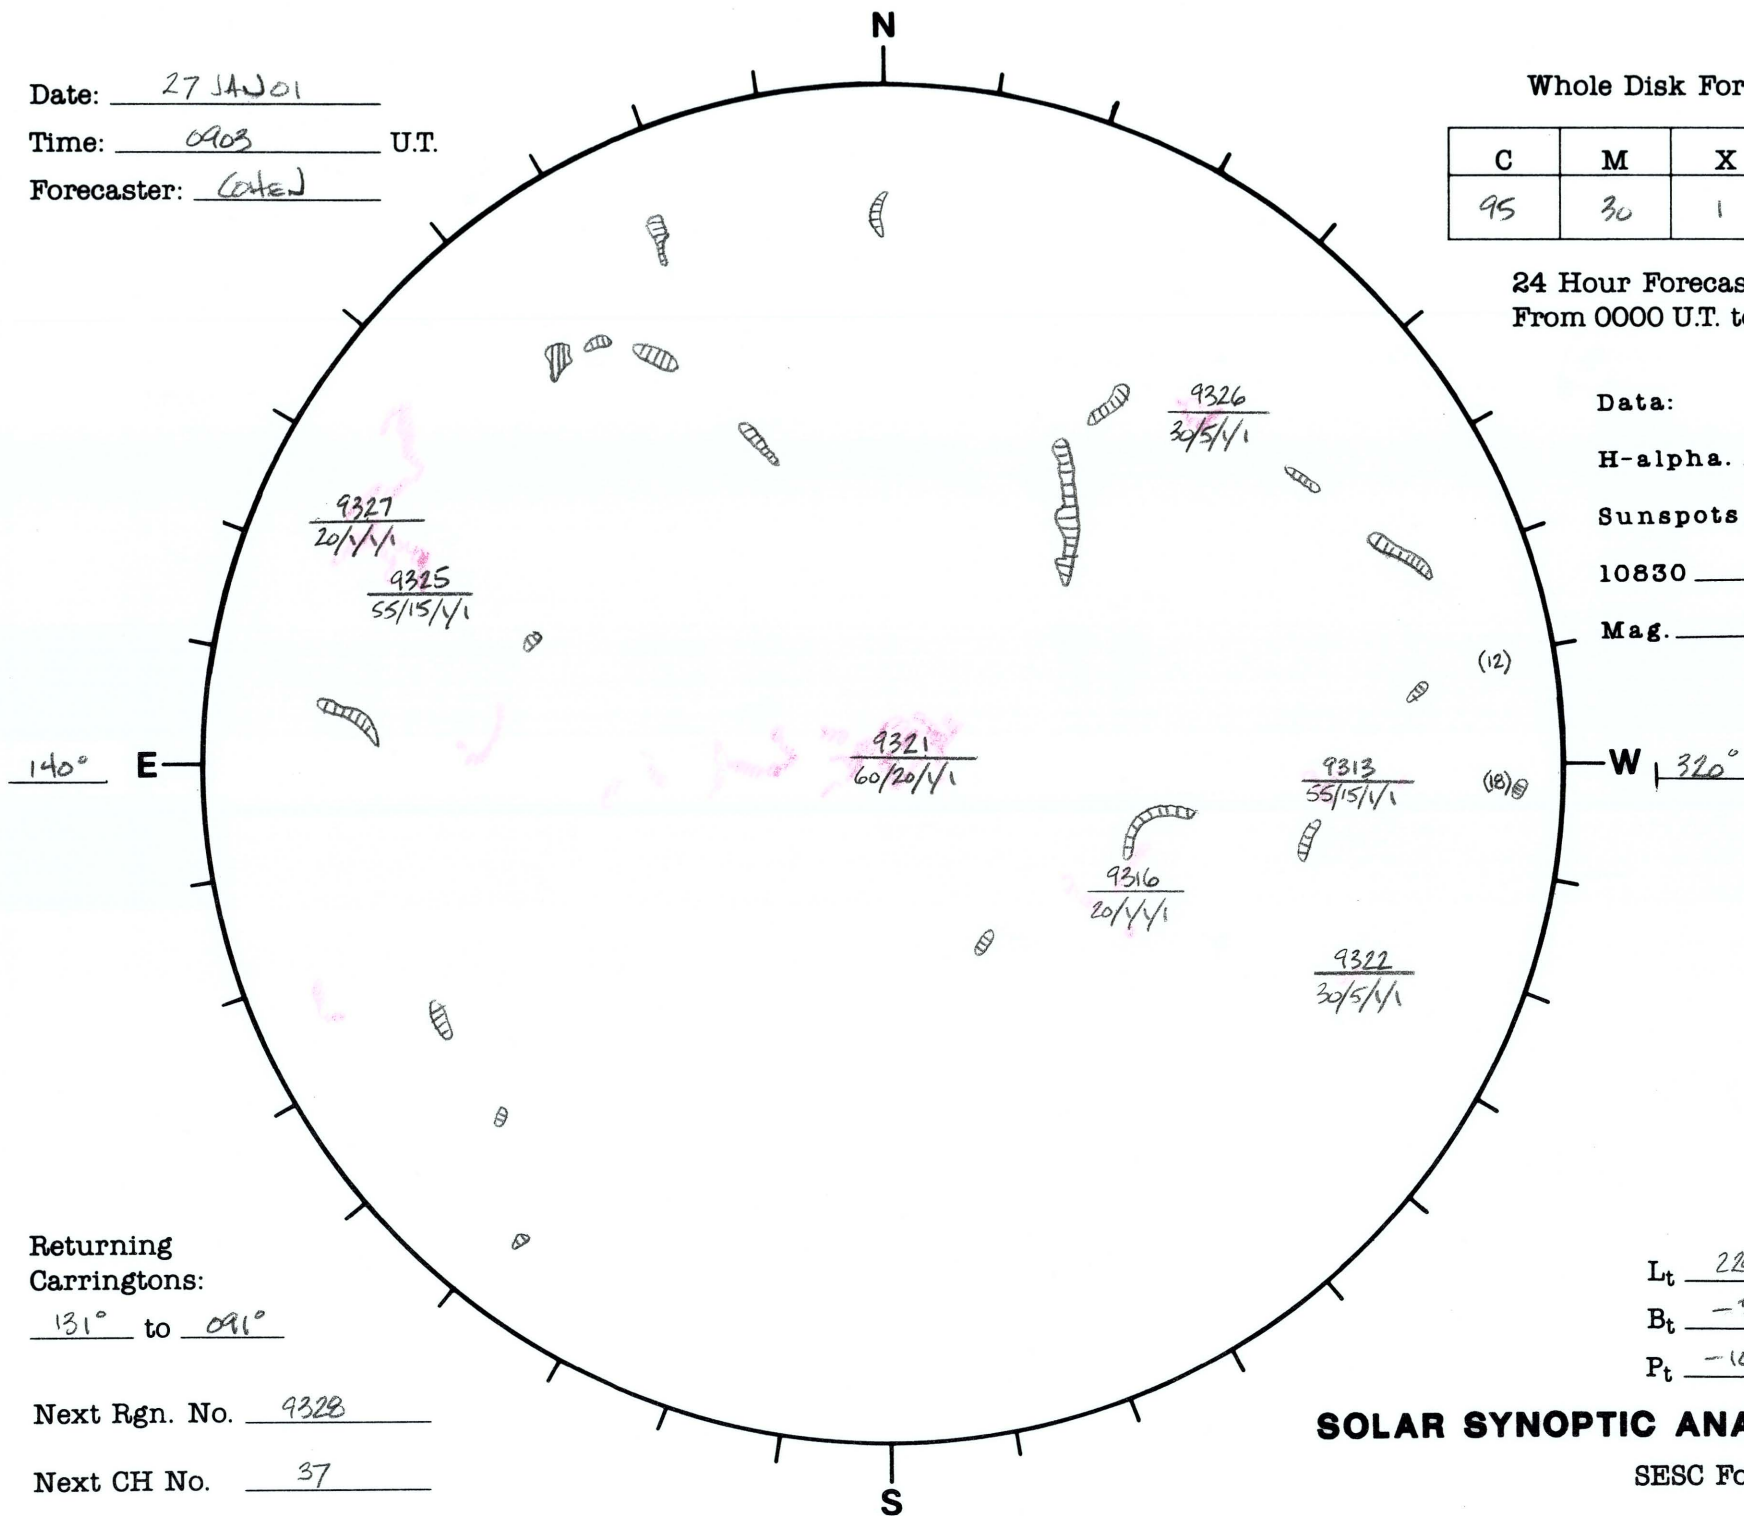 N
Date: 27 JAN 01
Time: 0903 U.T.
Forecaster: COHEN
Whole Disk For
C M X
95 30 1
24 Hour Forecas
From 0000 U.T. to
Data:
H-alpha.
Sunspots
10830
Mag.
9326
30/5/1/1
9327
20/1/1/1
9325
55/15/1/1
(12)
9321
60/20/1/1
140° E
W 320°
9313
55/15/1/1
(18)
9316
20/1/1/1
9322
30/5/1/1
Returning
Carringtons:
131° to 091°
Next Rgn. No. 9328
Next CH No. 37
Lt
Bt
Pt
SOLAR SYNOPTIC ANA
SESC Fo
S